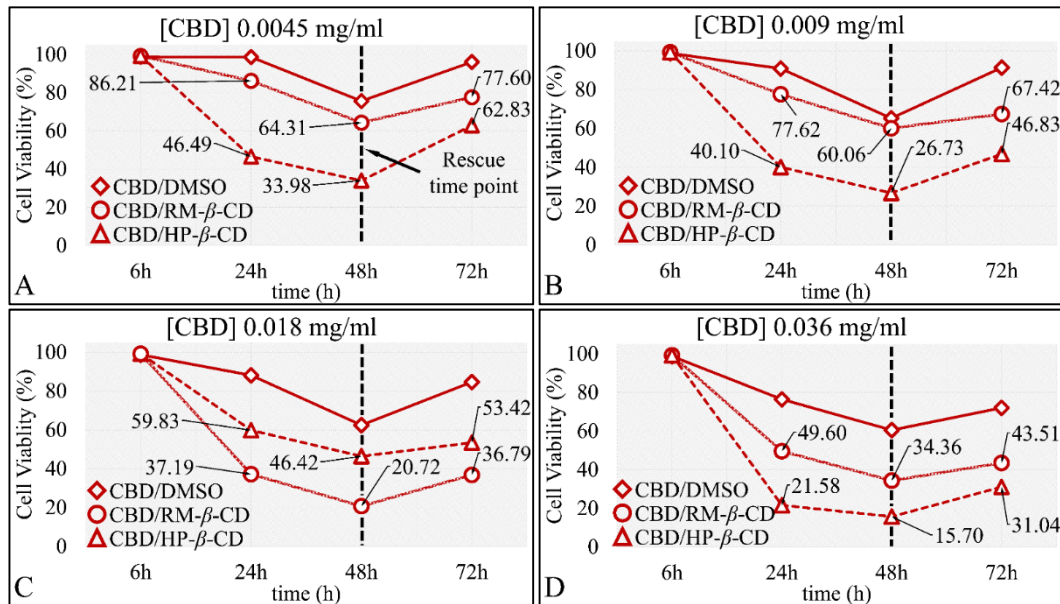 [CBD] 0.0045 mg/ml
Cell Viability (%)
100
80
60
40
20
0
86.21
46.49
64.31
33.98
77.60
62.83
Rescue
time point
CBD/DMSO
CBD/RM-β-CD
CBD/HP-β-CD
6h 24h 48h 72h
time (h)
A
[CBD] 0.009 mg/ml
Cell Viability (%)
100
80
60
40
20
0
77.62
40.10
60.06
26.73
67.42
46.83
CBD/DMSO
CBD/RM-β-CD
CBD/HP-β-CD
6h 24h 48h 72h
time (h)
B
[CBD] 0.018 mg/ml
Cell Viability (%)
100
80
60
40
20
0
59.83
37.19
46.42
20.72
53.42
36.79
CBD/DMSO
CBD/RM-β-CD
CBD/HP-β-CD
6h 24h 48h 72h
time (h)
C
[CBD] 0.036 mg/ml
Cell Viability (%)
100
80
60
40
20
0
49.60
21.58
34.36
15.70
43.51
31.04
CBD/DMSO
CBD/RM-β-CD
CBD/HP-β-CD
6h 24h 48h 72h
time (h)
D